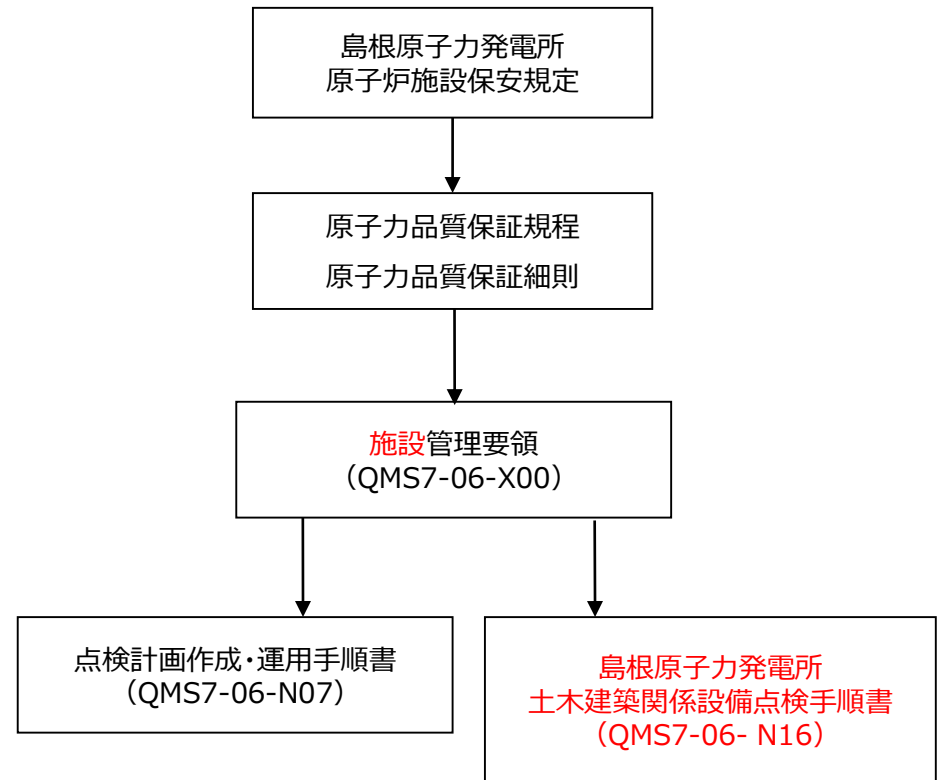 島根原子力発電所
原子炉施設保安規定
原子力品質保証規程
原子力品質保証細則
施設管理要領
（QMS7-06-X00）
点検計画作成・運用手順書
（QMS7-06-N07）
島根原子力発電所
土木建築関係設備点検手順書
（QMS7-06- N16）